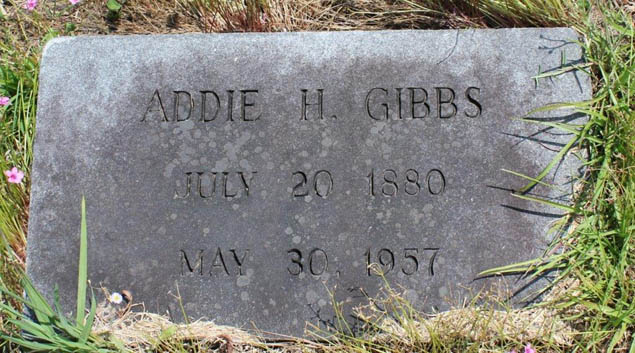 ADDIE H. GIBBS
JULY 20 1880
MAY 30, 1957